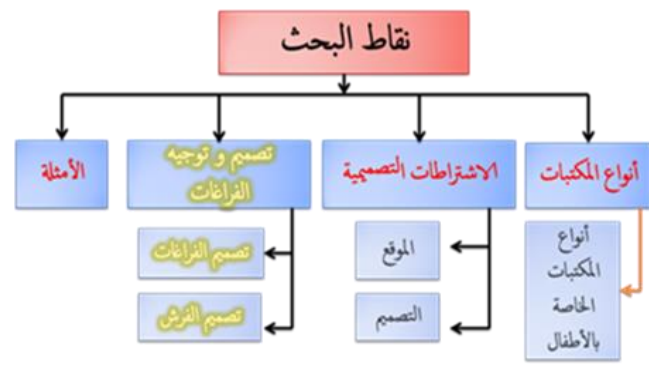 نقاط البحث
أنواع المكتبات
الاشتراطات التصميمية
تصميم و توجيه
الفراغات
الأمثلة
أنواع
المكتبات
الخاصة
بالأطفال
الموقع
التصميم
تصميم الفراغات
تصميم الفرش